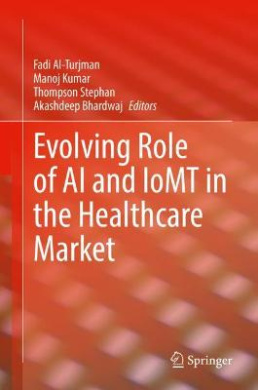 Fadi Al-Turjman
Manoj Kumar
Thompson Stephan
Akashdeep Bhardwaj Editors
Evolving Role
of AI and IoMT in
the Healthcare
Market
Springer